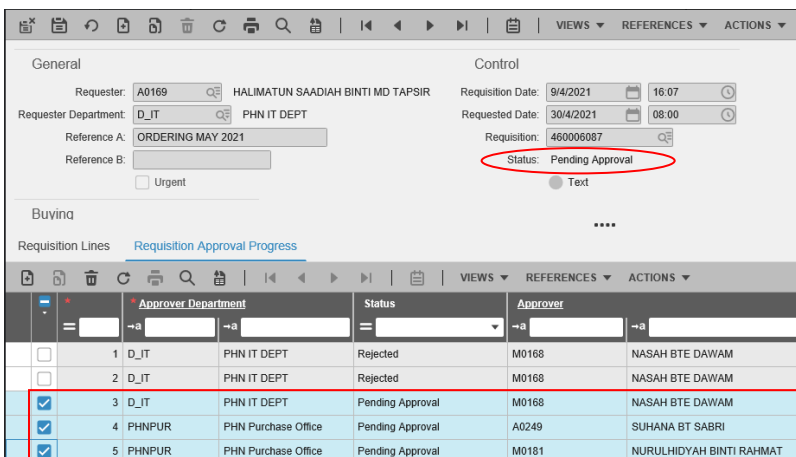 VIEWS REFERENCES ACTIONS
General Control
Requester: A0169 HALIMATUN SAADIAH BINTI MD TAPSIR Requisition Date: 9/4/2021 16:07
Requester Department: D_IT PHN IT DEPT Requested Date: 30/4/2021 08:00
Reference A: ORDERING MAY 2021 Requisition: 460006087
Reference B: Status: Pending Approval
Urgent Text
Buying
Requisition Lines Requisition Approval Progress
VIEWS REFERENCES ACTIONS
* * Approver Department Status Approver
= →a →a = →a →a
1 D_IT PHN IT DEPT Rejected M0168 NASAH BTE DAWAM
2 D_IT PHN IT DEPT Rejected M0168 NASAH BTE DAWAM
3 D_IT PHN IT DEPT Pending Approval M0168 NASAH BTE DAWAM
4 PHNPUR PHN Purchase Office Pending Approval A0249 SUHANA BT SABRI
5 PHNPUR PHN Purchase Office Pending Approval M0181 NURULHIDYAH BINTI RAHMAT